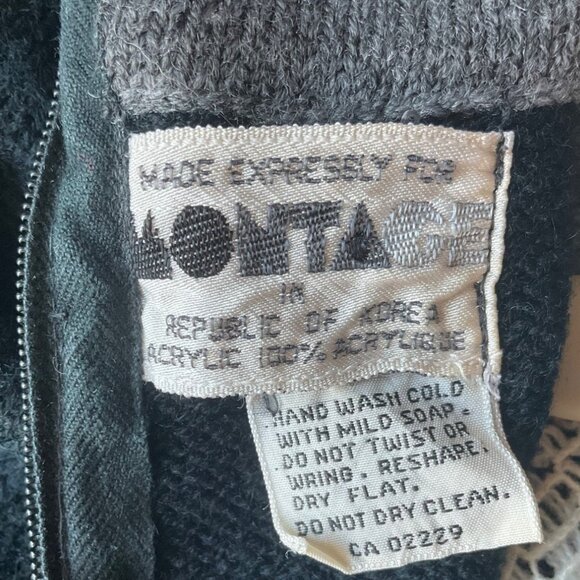 MADE EXPRESSLY FOR
MONTAGE
IN
REPUBLIC OF KOREA
ACRYLIC 100% ACRYLIQUE
HAND WASH COLD
WITH MILD SOAP.
DO NOT TWIST OR
WRING. RESHAPE.
DRY FLAT.
DO NOT DRY CLEAN.
CA 02229